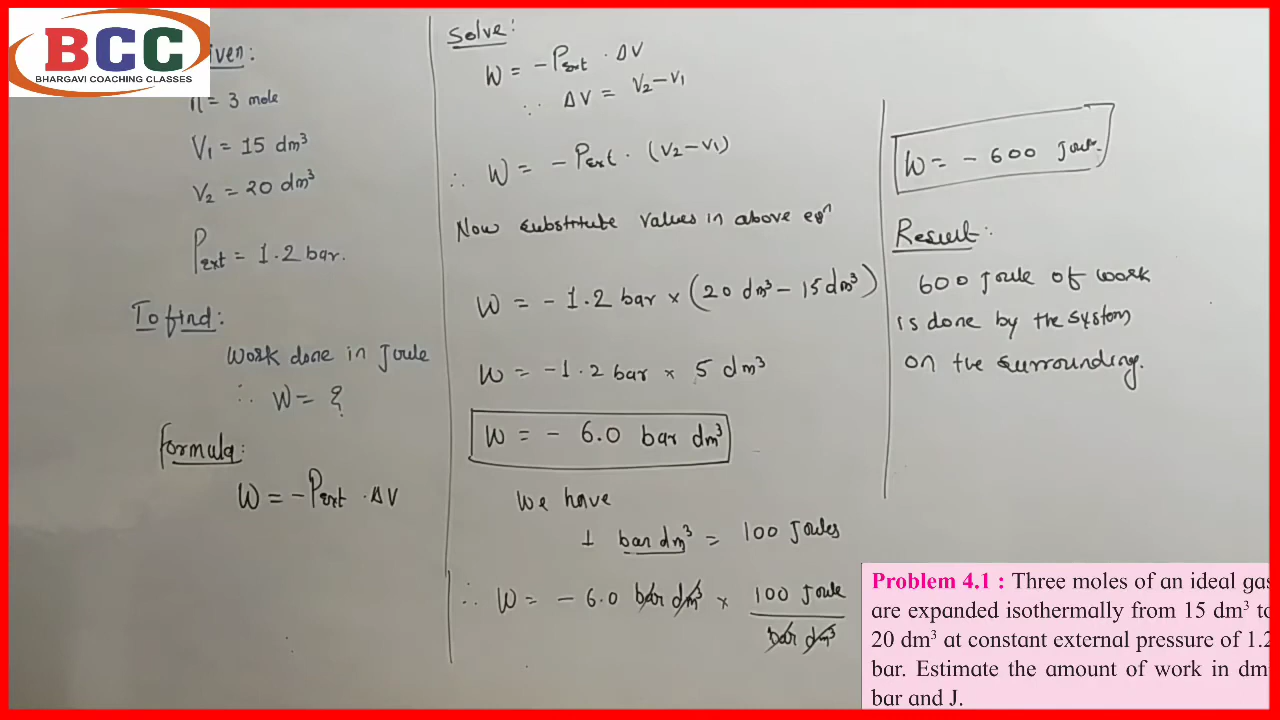 BCC
BHARGAVI COACHING CLASSES
iven:
n = 3 mole
V₁ = 15 dm³
V₂ = 20 dm³
Pext = 1.2 bar.
To find:
Work done in Joule
∴ W = ?
formula:
W = - Pext · ΔV
Solve:
W = - Pext · ΔV
∵ ΔV = V₂ - V₁
∴ W = - Pext · (V₂ - V₁)
Now substitute values in above eqⁿ
W = - 1.2 bar × (20 dm³ - 15 dm³)
W = - 1.2 bar × 5 dm³
W = - 6.0 bar dm³
We have
1 bar dm³ = 100 Joules
∴ W = - 6.0 bar dm³ × 100 Joule
bar dm³
W = - 600 Joule.
Result:
600 Joule of work
is done by the system
on the surrounding.
Problem 4.1 : Three moles of an ideal gas
are expanded isothermally from 15 dm³ to
20 dm³ at constant external pressure of 1.2
bar. Estimate the amount of work in dm
bar and J.